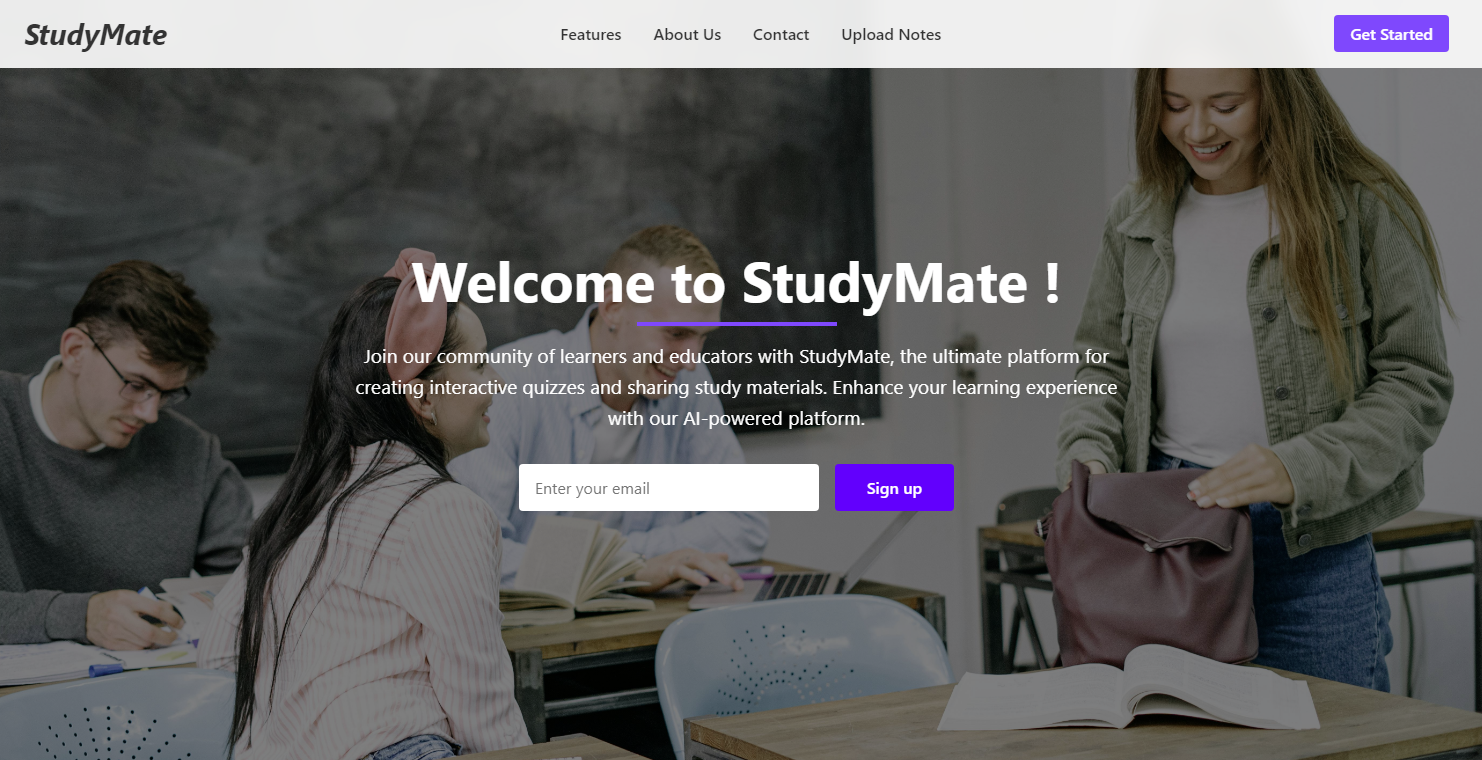 StudyMate
Features
About Us
Contact
Upload Notes
Get Started
Welcome to StudyMate !
Join our community of learners and educators with StudyMate, the ultimate platform for
creating interactive quizzes and sharing study materials. Enhance your learning experience
with our AI-powered platform.
Enter your email
Sign up